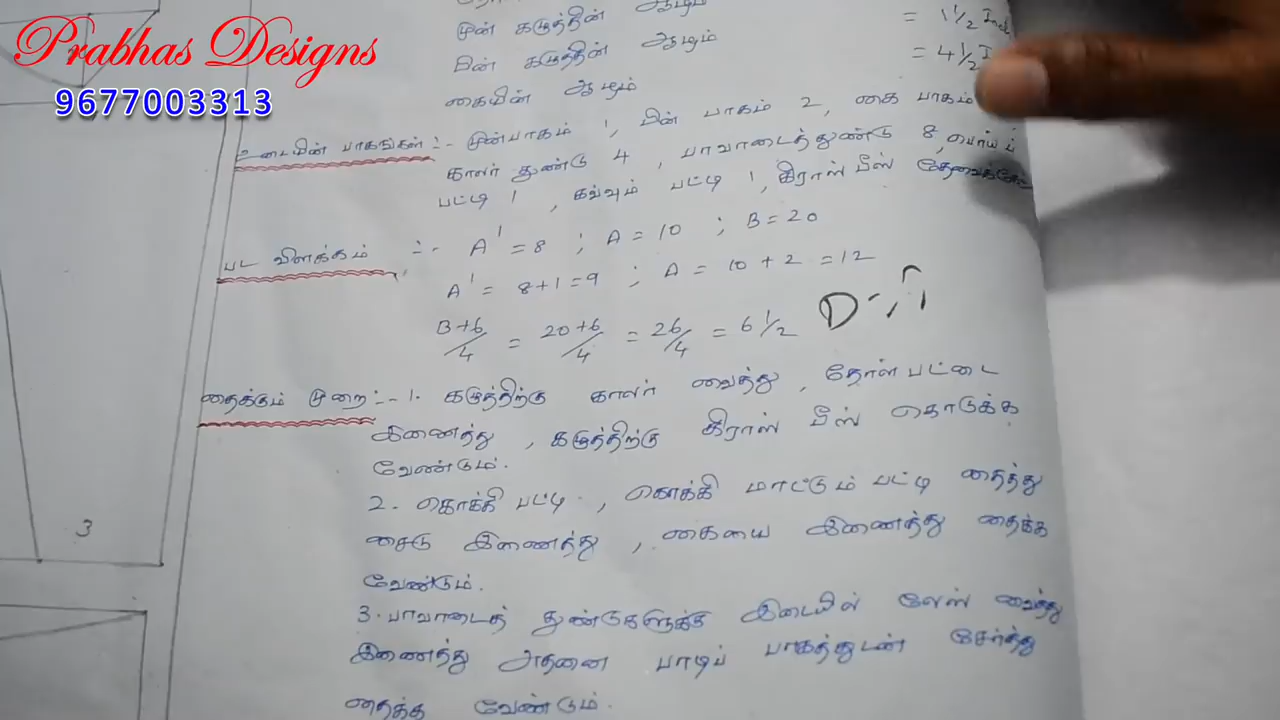 Prabhas Designs
9677003313
முன் கழுத்தின் ஆழம் = 1 1/2
பின் கழுத்தின் ஆழம் = 4 1/2
கையின் ஆழம்
உடையின் பாகங்கள் :- முன்பாகம் 1, பின் பாகம் 2, கை பாகம்
காலர் துண்டு 4, பாவாடைத்துண்டு 8,
பட்டி 1, கவ்வும் பட்டி 1, கிராஸ் பீஸ்
பட விளக்கம் :- A' = 8 ; A = 10 ; B = 20
A' = 8+1 = 9 ; A = 10 + 2 = 12
B+6/4 = 20+6/4 = 26/4 = 6 1/2
தைக்கும் முறை :- 1. கழுத்திற்கு காலர் வைத்து, தோள்பட்டை
இணைத்து, கழுத்திற்கு கிராஸ் பீஸ் கொடுக்க
வேண்டும்.
2. கொக்கி பட்டி, கொக்கி மாட்டும் பட்டி தைத்து
சைடு இணைத்து, கையை இணைத்து தைக்க
வேண்டும்.
3. பாவாடைத் துண்டுகளுக்கு இடையில் லேஸ் வைத்து
இணைத்து அதனை பாடிப் பாகத்துடன் சேர்த்து
தைக்க வேண்டும்.
3